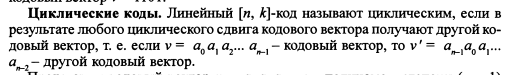 Циклические коды. Линейный [n, k]-код называют циклическим, если в
результате любого циклического сдвига кодового вектора получают другой ко-
довый вектор, т. е. если v = a₀a₁a₂... aₙ₋₁ – кодовый вектор, то v′ = aₙ₋₁a₀a₁...
aₙ₋₂ – другой кодовый вектор.